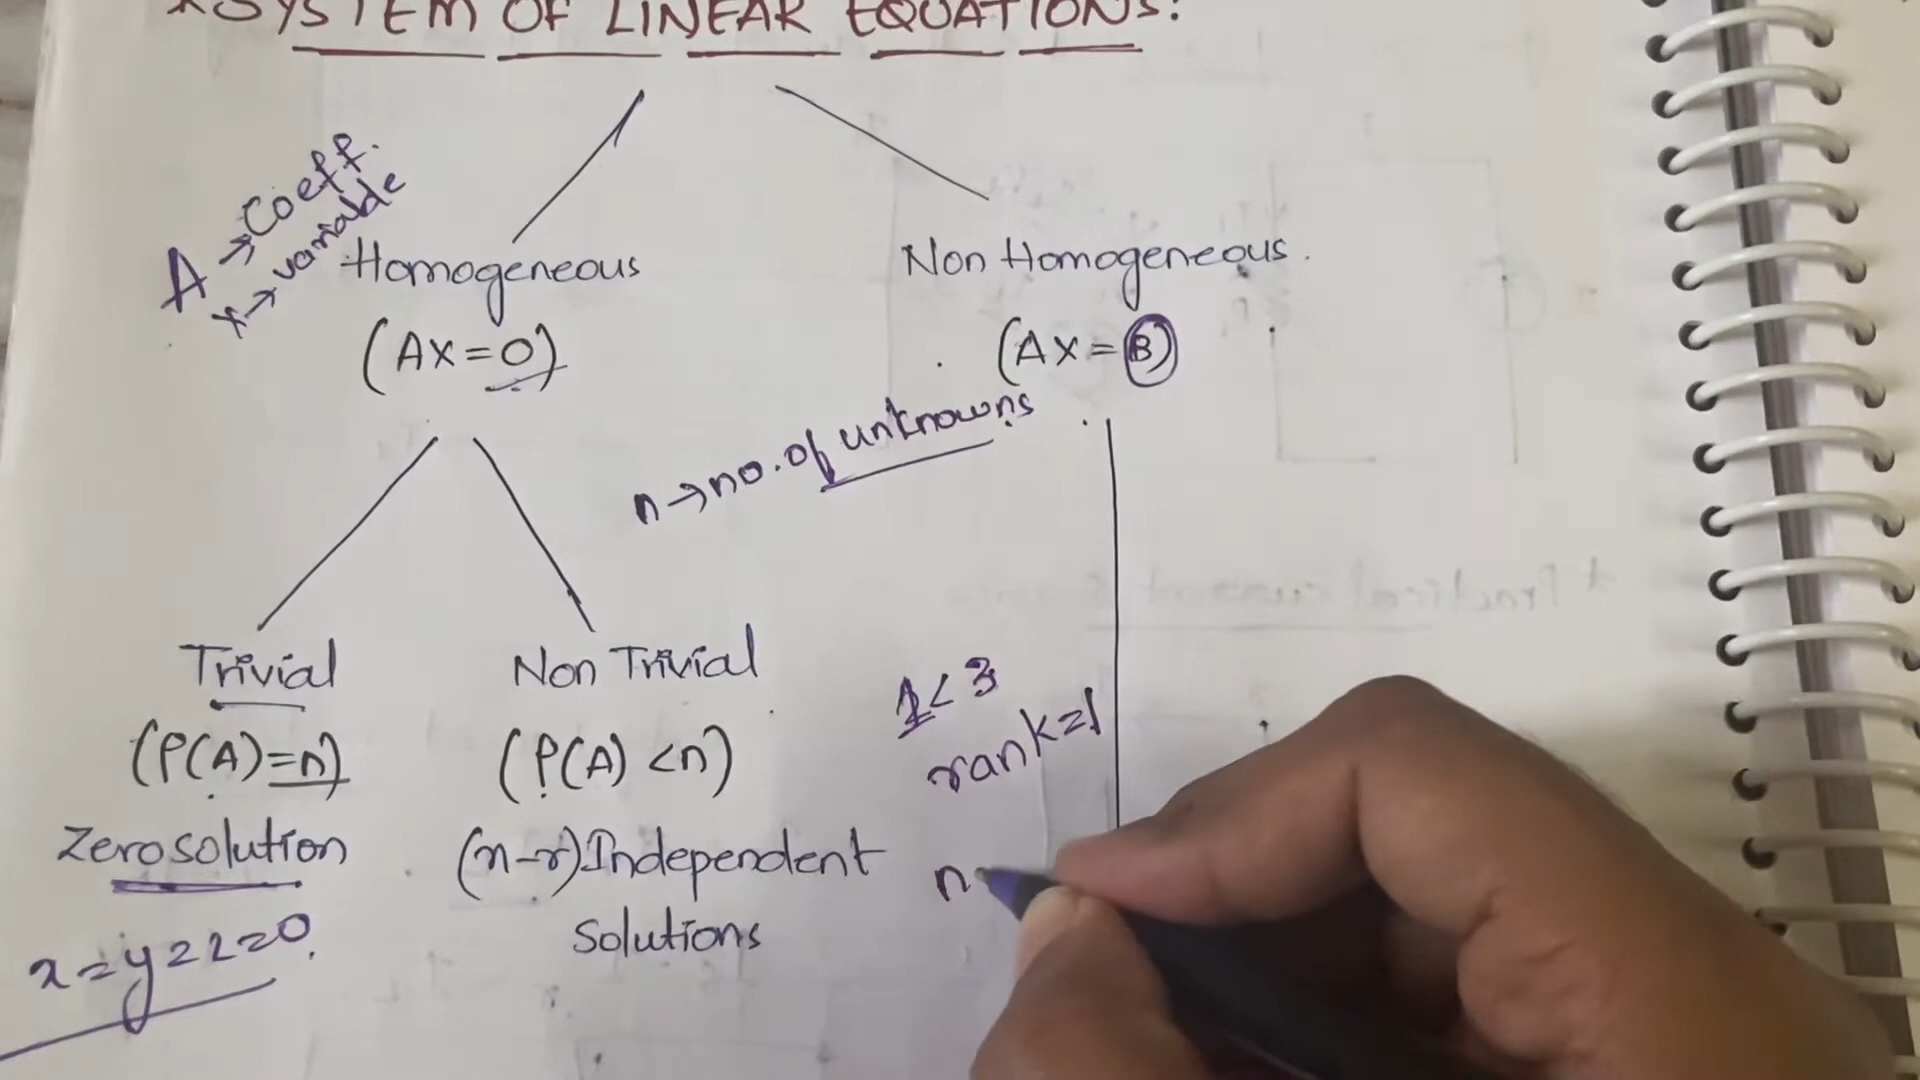 SYSTEM OF LINEAR EQUATIONS:
A → Coeff.
X → variable
Homogeneous
(AX=0)
Non Homogeneous.
(AX=B)
n → no. of unknowns
Trivial
(ρ(A)=n)
Zero solution
x=y=z=0.
Non Trivial
(ρ(A) <n)
(n-r) Independent
Solutions
1<3
rank=1
n